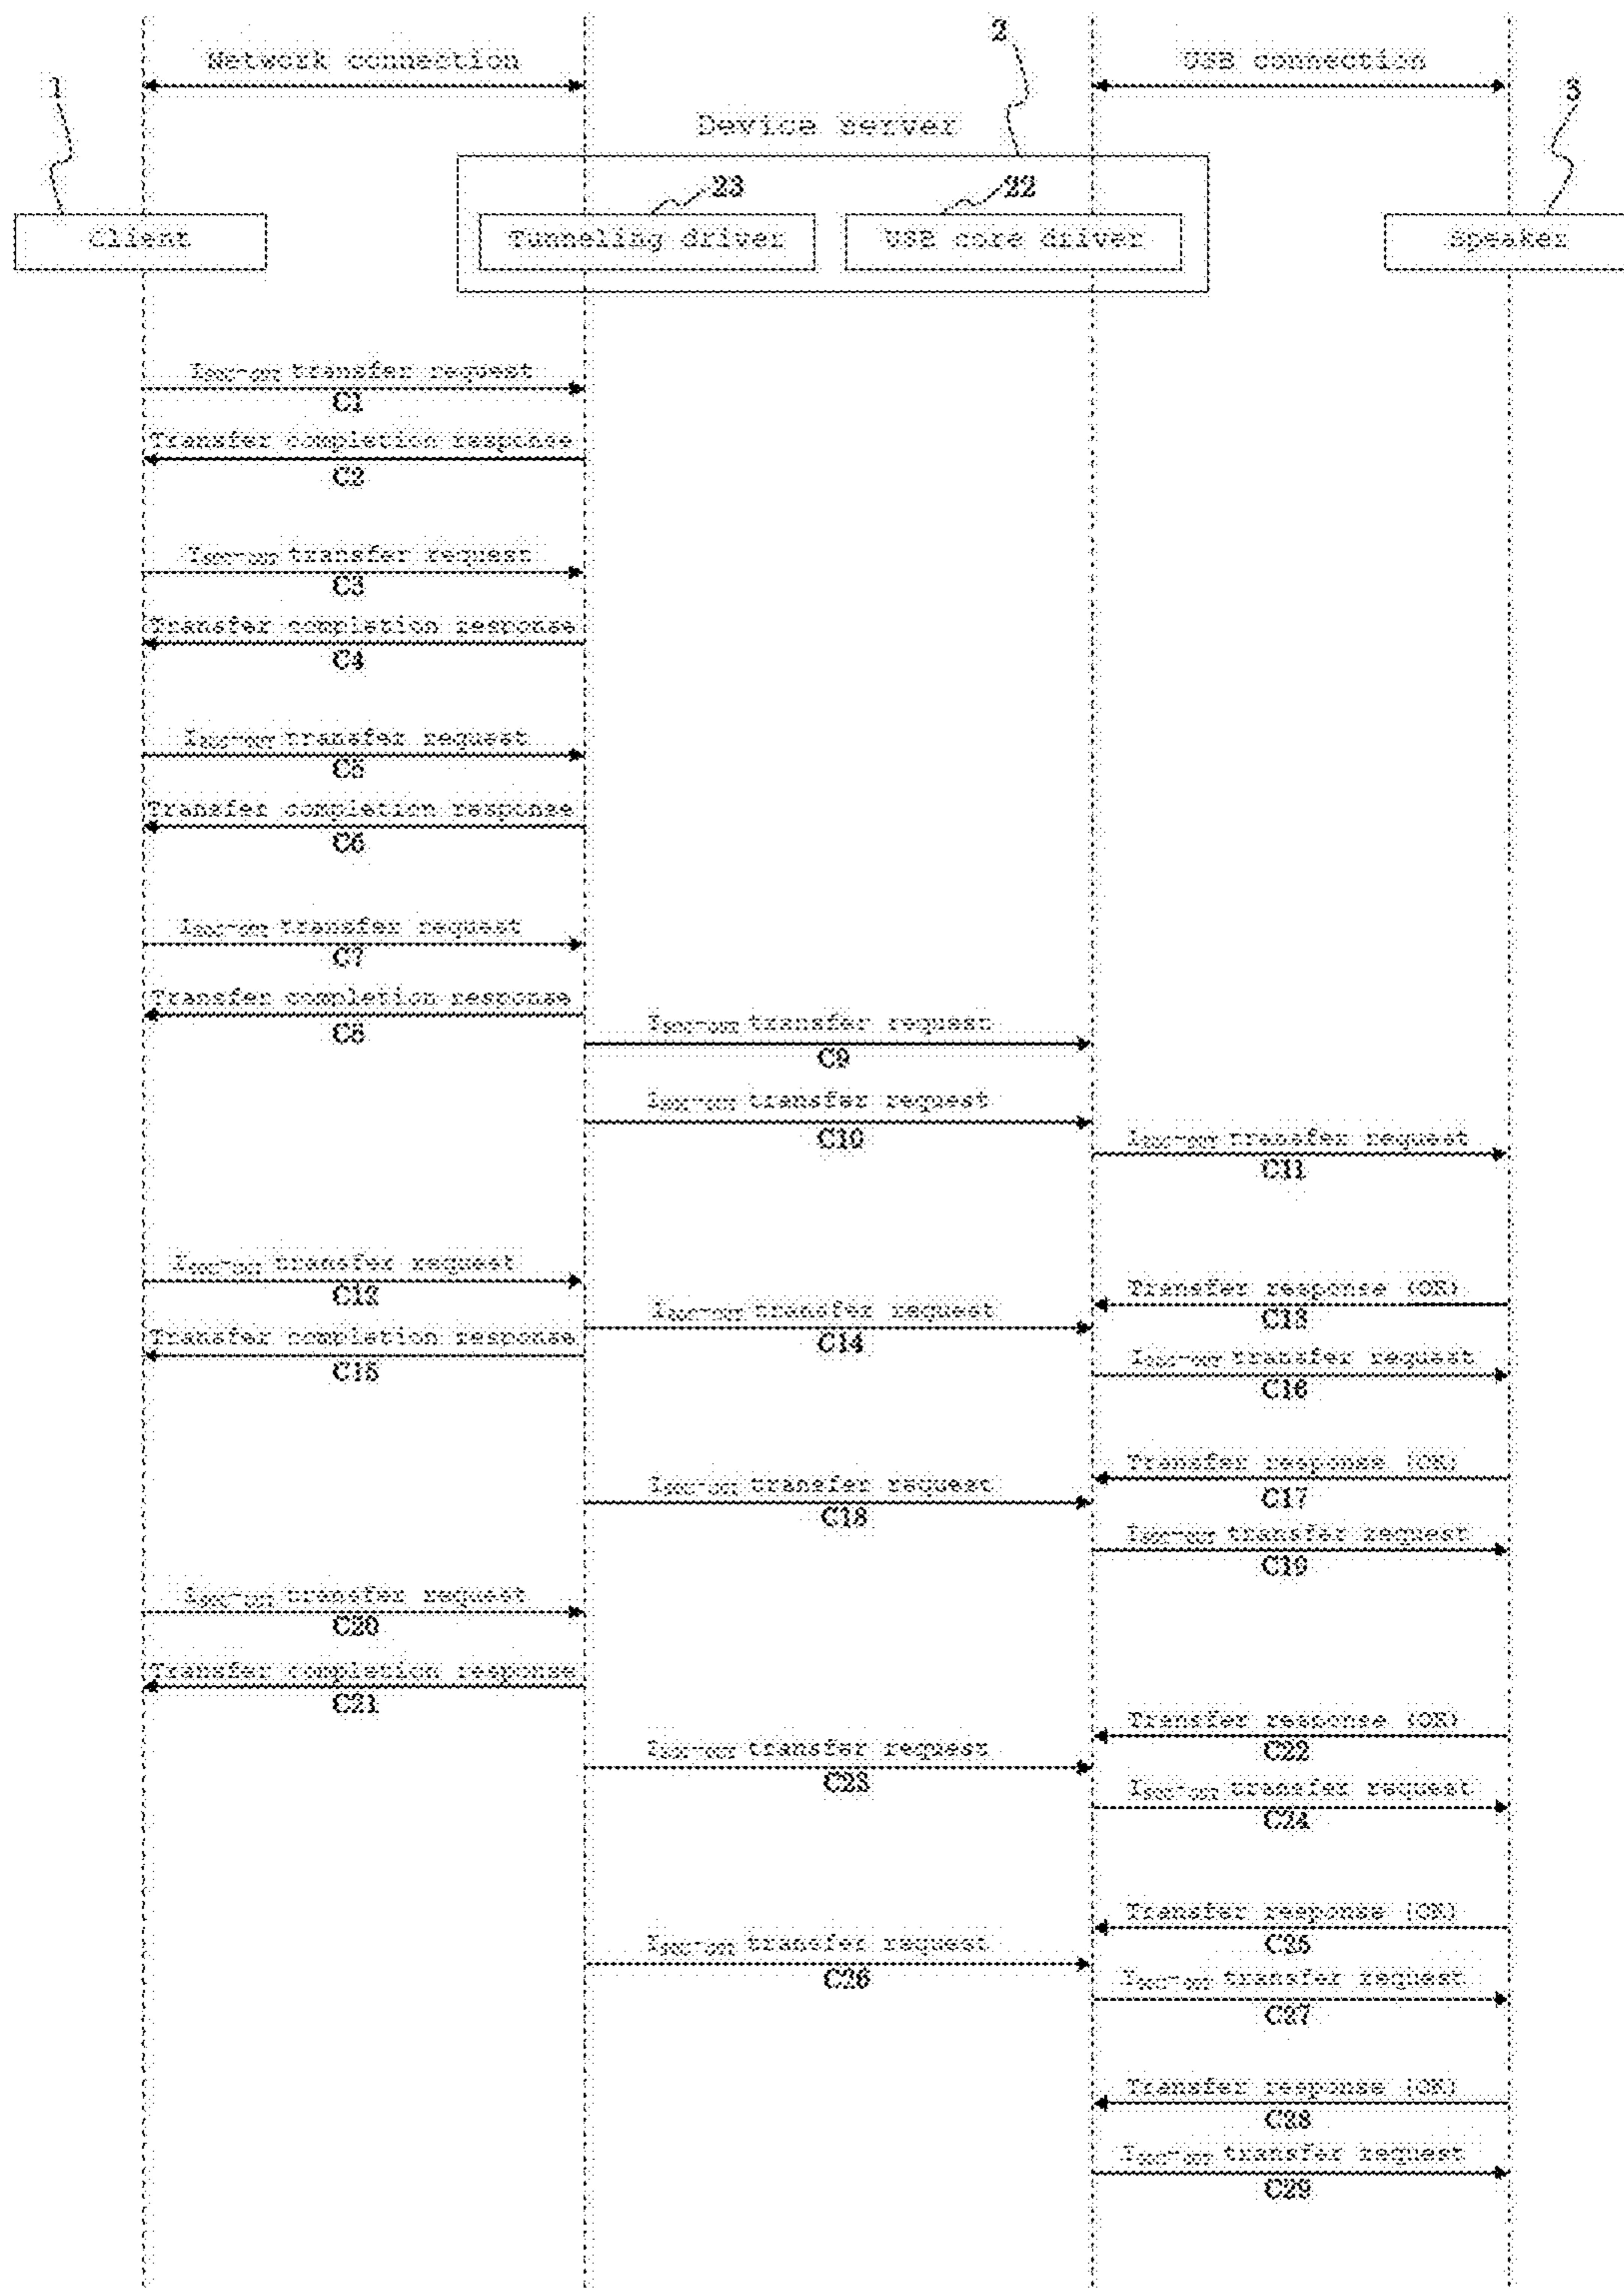 Network connection
2
USB connection
1
3
Device server
23
22
Client
Tunneling driver
USB core driver
Speaker
transfer request
C1
Transfer completion response
C2
transfer request
C3
Transfer completion response
C4
transfer request
C5
Transfer completion response
C6
transfer request
C7
Transfer completion response
C8
transfer request
C9
transfer request
C10
transfer request
C11
transfer request
C12
Transfer response (OK)
C13
transfer request
C14
Transfer completion response
C15
transfer request
C16
Transfer response (OK)
C17
transfer request
C18
transfer request
C19
transfer request
C20
Transfer completion response
C21
Transfer response (OK)
C22
transfer request
C23
transfer request
C24
Transfer response (OK)
C25
transfer request
C26
transfer request
C27
Transfer response (OK)
C28
transfer request
C29